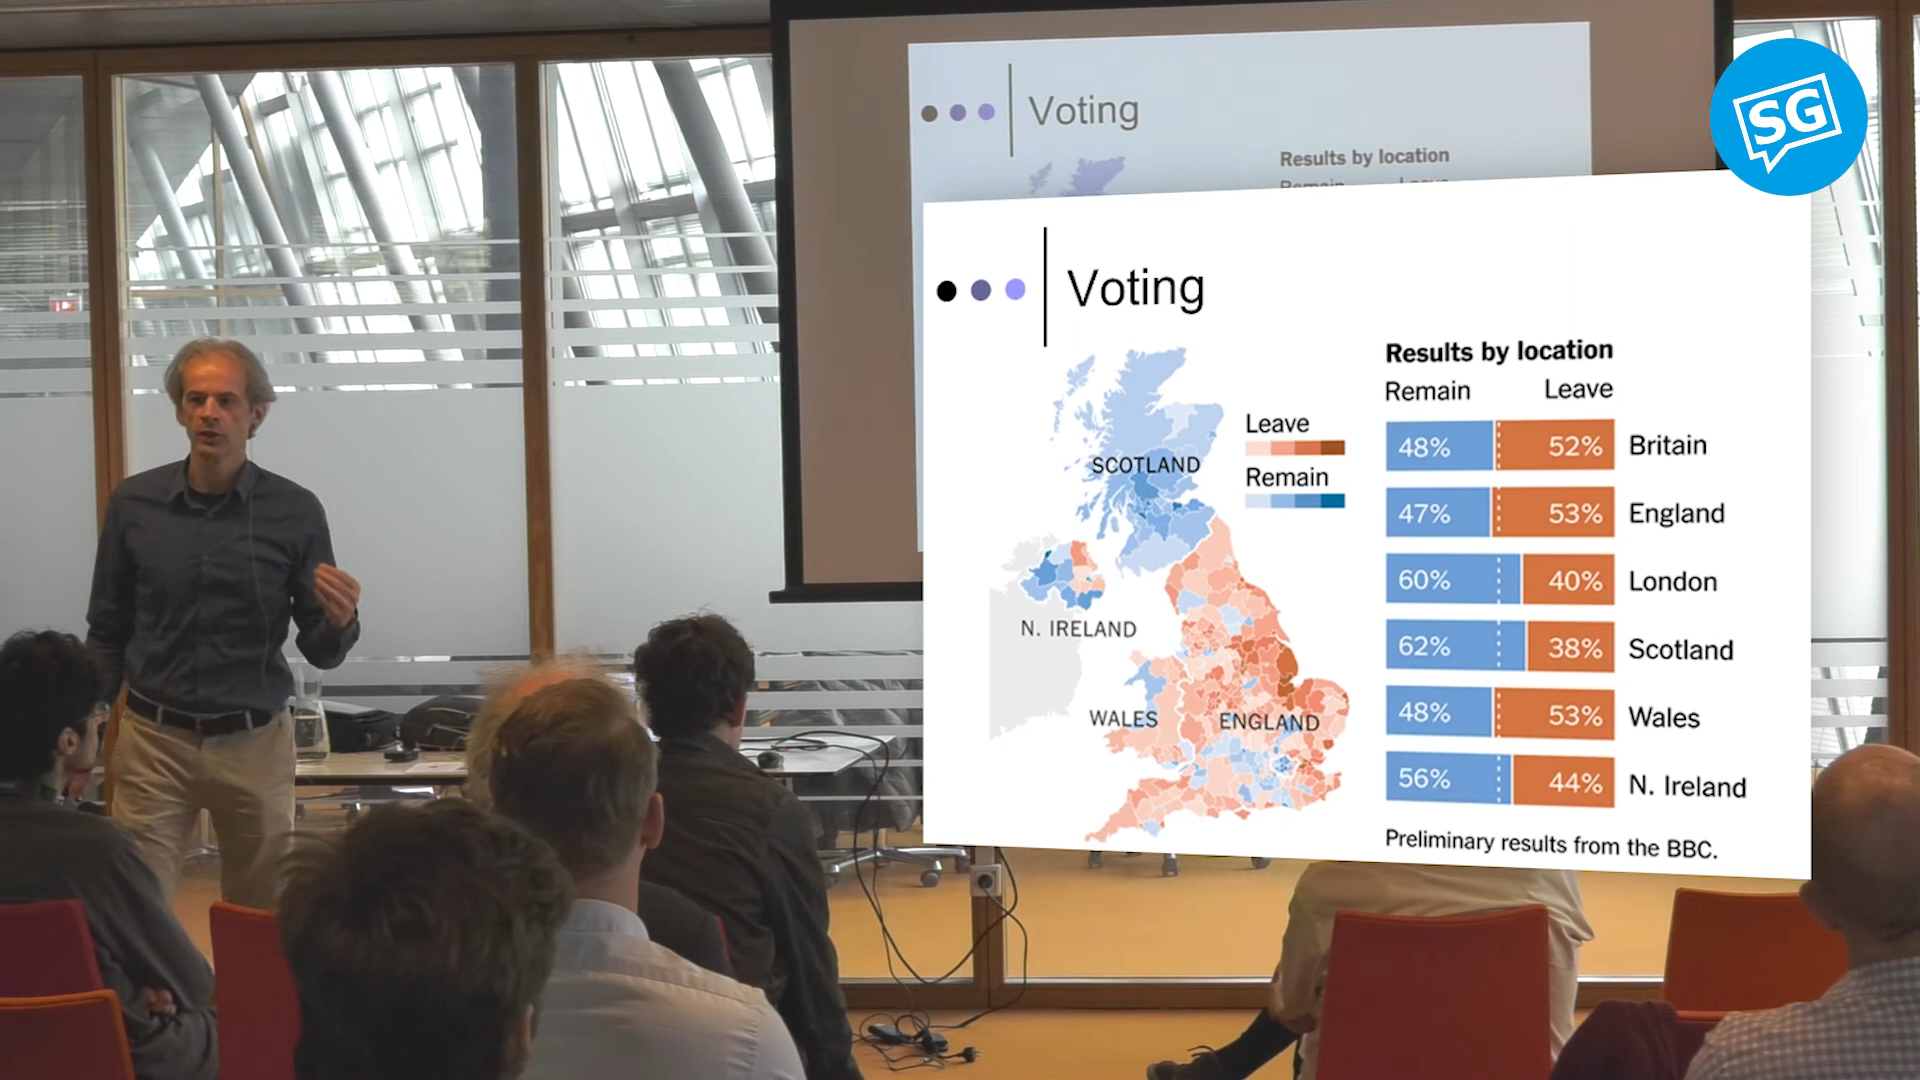 SG
Voting
Results by location
Remain Leave
Voting
Results by location
Remain Leave
Leave
Remain
SCOTLAND
N. IRELAND
WALES
ENGLAND
48% 52% Britain
47% 53% England
60% 40% London
62% 38% Scotland
48% 53% Wales
56% 44% N. Ireland
Preliminary results from the BBC.